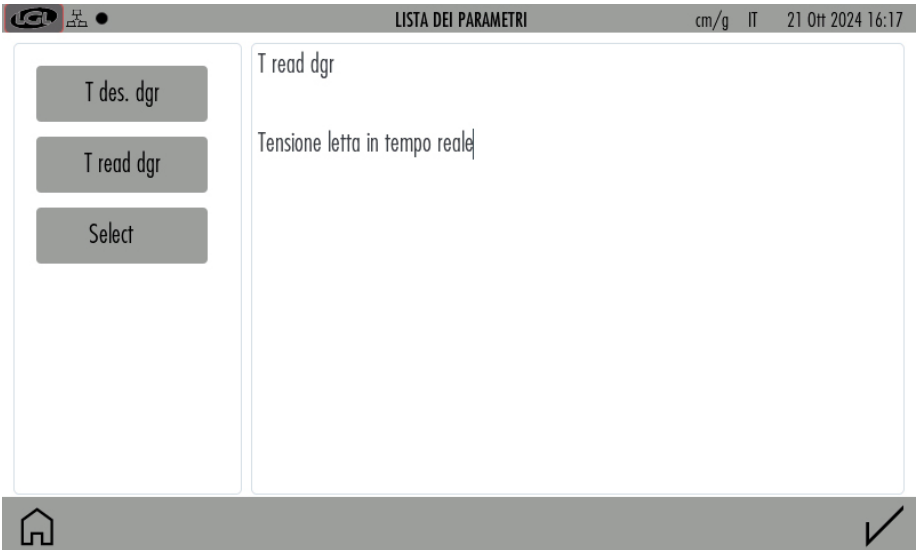 LGL
LISTA DEI PARAMETRI
cm/g IT 21 Ott 2024 16:17
T des. dgr
T read dgr
Select
T read dgr
Tensione letta in tempo reale